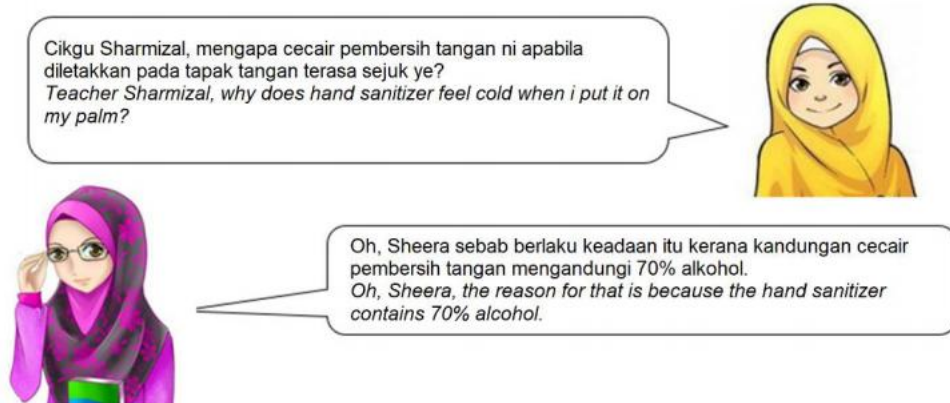 Cikgu Sharmizal, mengapa cecair pembersih tangan ni apabila
diletakkan pada tapak tangan terasa sejuk ye?
Teacher Sharmizal, why does hand sanitizer feel cold when i put it on
my palm?
Oh, Sheera sebab berlaku keadaan itu kerana kandungan cecair
pembersih tangan mengandungi 70% alkohol.
Oh, Sheera, the reason for that is because the hand sanitizer
contains 70% alcohol.